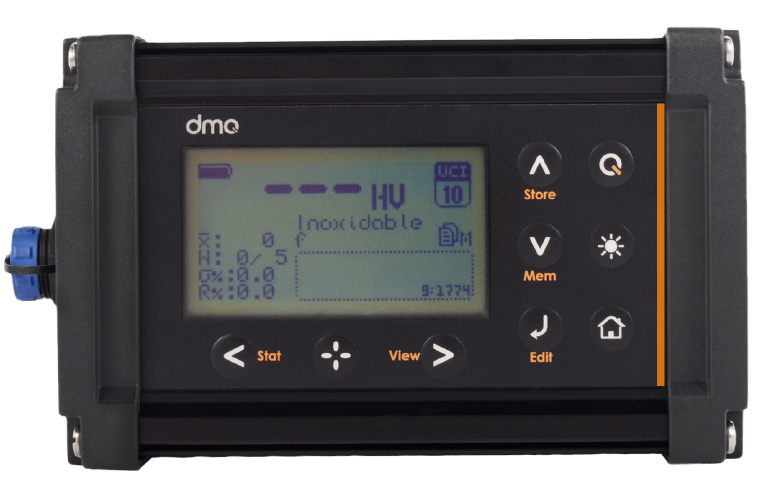 dmq
UCI
--- HV
10
Inoxidable
x̅: 0
f
M
N: 0/ 5
σ%:0.0
R%:0.0
9:1774
Store
Mem
Edit
Stat
View